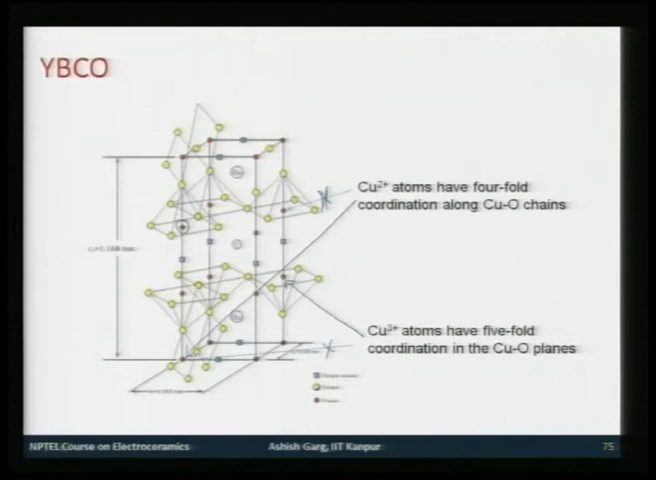 YBCO
Cu²⁺ atoms have four-fold
coordination along Cu-O chains
Cu³⁺ atoms have five-fold
coordination in the Cu-O planes
NPTEL Course on Electroceramics
Ashish Garg, IIT Kanpur
75